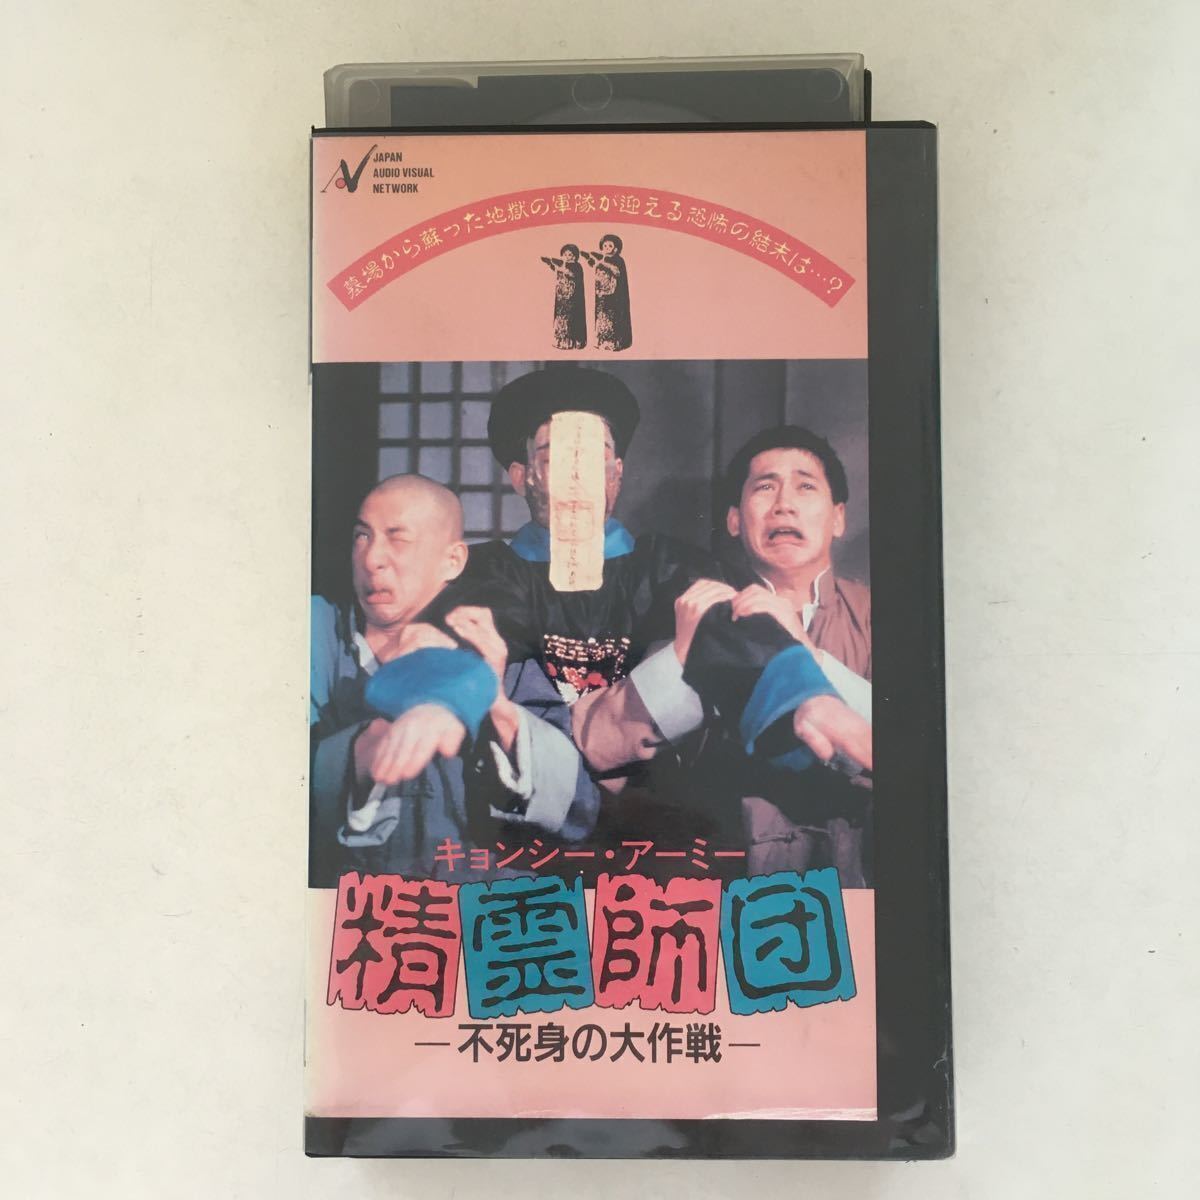 JAPAN
AUDIO VISUAL
NETWORK
墓場から蘇った地獄の軍隊が迎える恐怖の結末は…?
キョンシー・アーミー
精霊師団
—不死身の大作戦—